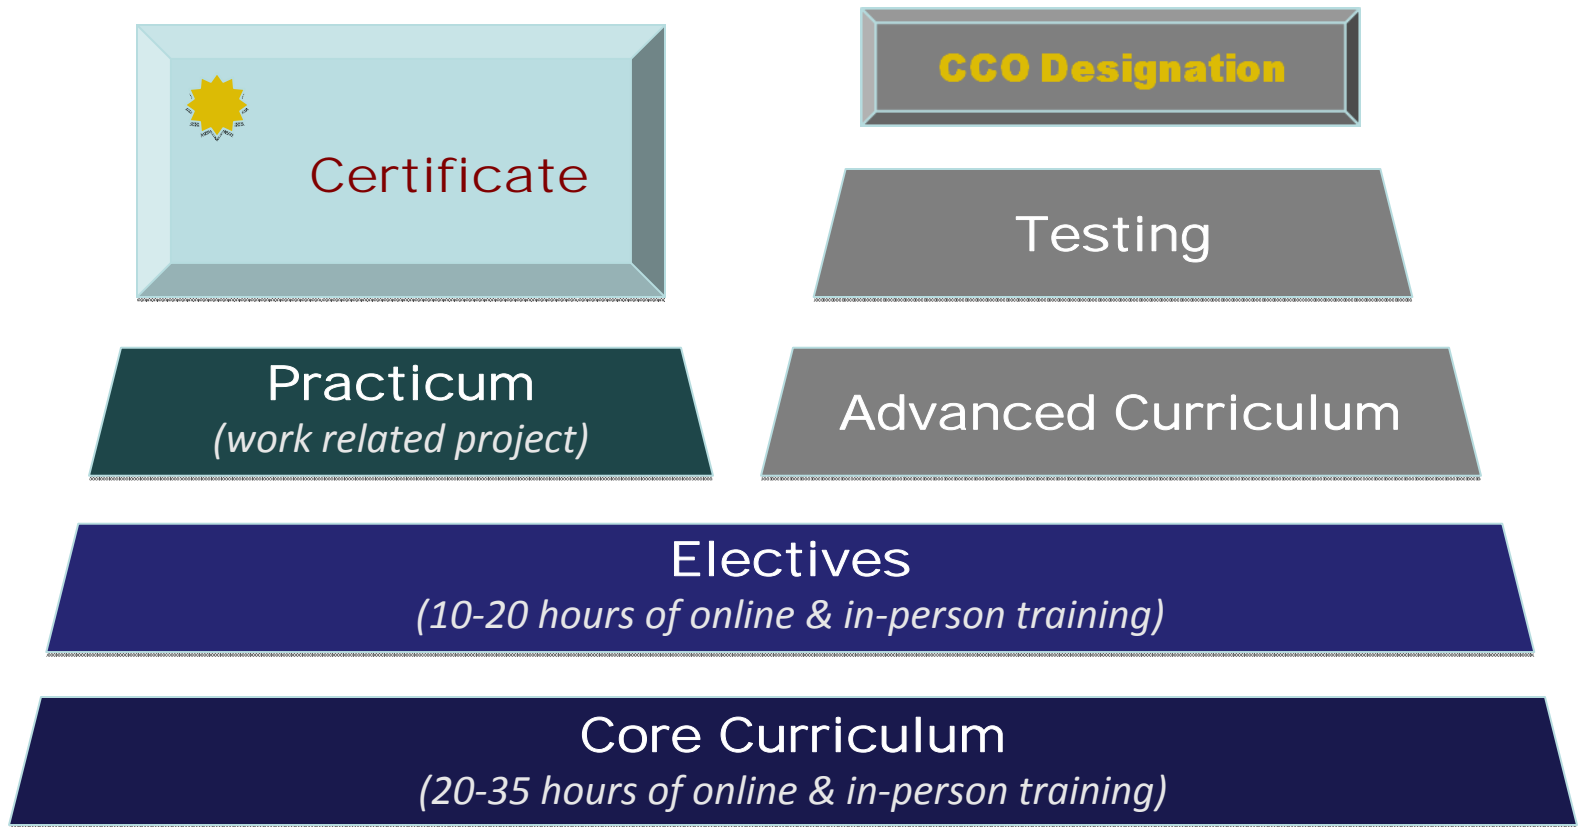 CCO Designation
Certificate
Testing
Practicum
(work related project)
Advanced Curriculum
Electives
(10-20 hours of online & in-person training)
Core Curriculum
(20-35 hours of online & in-person training)